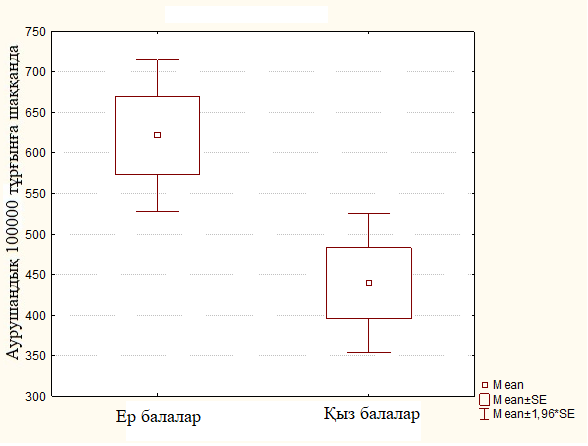 Аурушаңдық 100000 тұрғынға шаққанда
750
700
650
600
550
500
450
400
350
300
Ер балалар
Қыз балалар
Mean
Mean±SE
Mean±1,96*SE